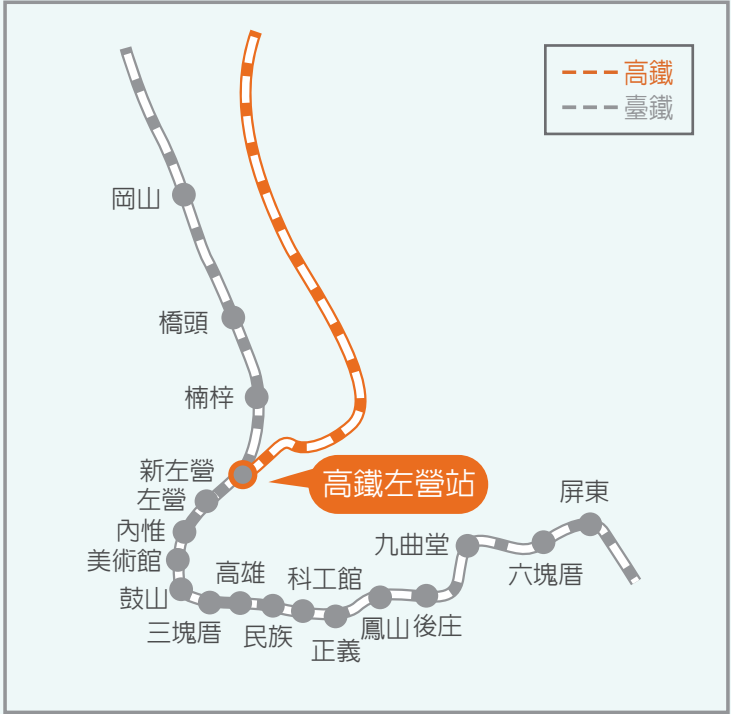 高鐵
臺鐵
岡山
橋頭
楠梓
新左營
高鐵左營站
左營
內惟
美術館
鼓山
三塊厝
高雄
民族
科工館
正義
鳳山
後庄
九曲堂
六塊厝
屏東